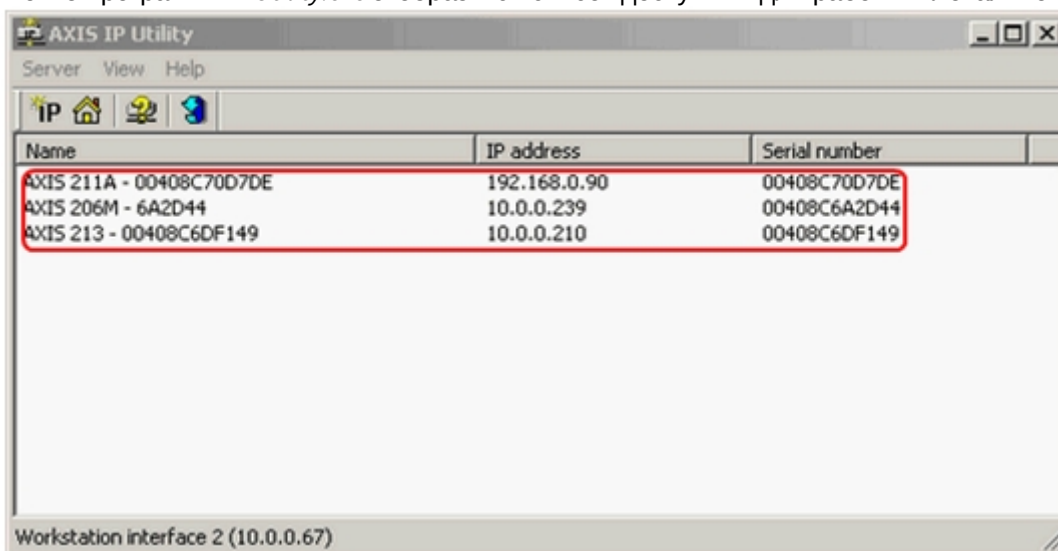 AXIS IP Utility
Server View Help
IP
Name IP address Serial number
AXIS 211A - 00408C70D7DE 192.168.0.90 00408C70D7DE
AXIS 206M - 6A2D44 10.0.0.239 00408C6A2D44
AXIS 213 - 00408C6DF149 10.0.0.210 00408C6DF149
Workstation interface 2 (10.0.0.67)